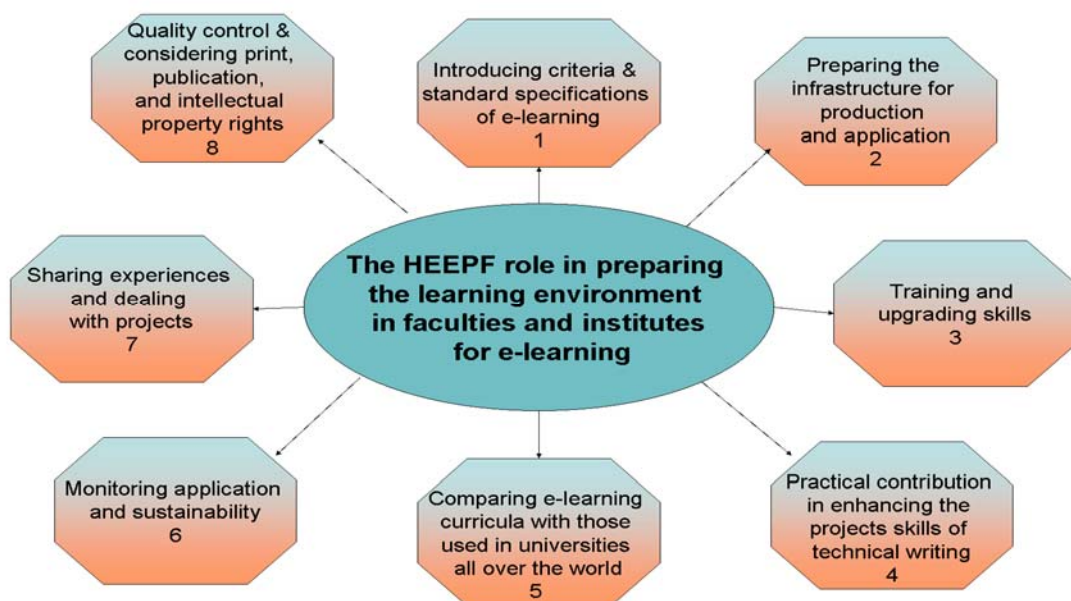 The HEEPF role in preparing
the learning environment
in faculties and institutes
for e-learning
Introducing criteria &
standard specifications
of e-learning
1
Preparing the
infrastructure for
production
and application
2
Training and
upgrading skills
3
Practical contribution
in enhancing the
projects skills of
technical writing
4
Comparing e-learning
curricula with those
used in universities
all over the world
5
Monitoring application
and sustainability
6
Sharing experiences
and dealing
with projects
7
Quality control &
considering print,
publication,
and intellectual
property rights
8